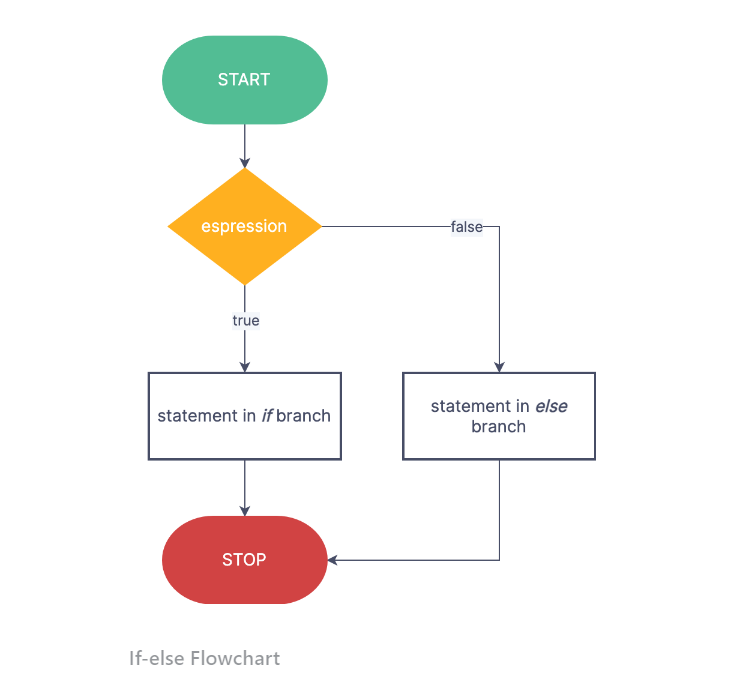 START
espression
false
true
statement in if branch
statement in else
branch
STOP
If-else Flowchart